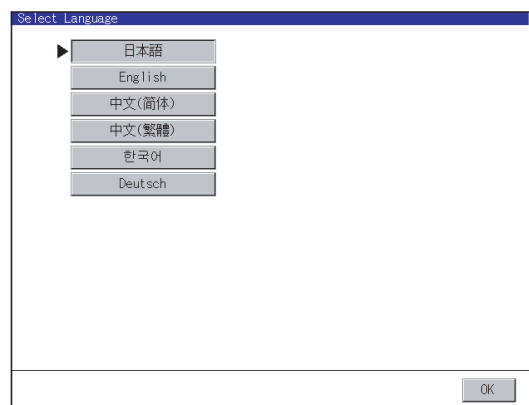 Select Language
日本語
English
中文(简体)
中文(繁體)
한국어
Deutsch
OK